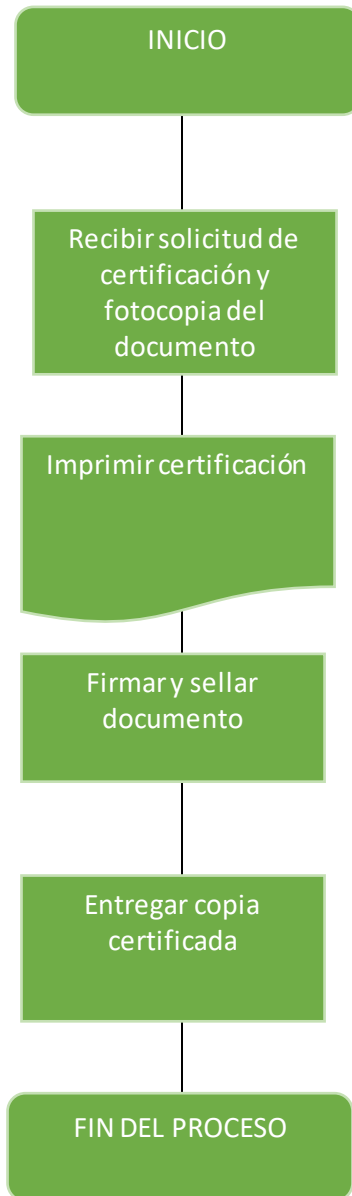 INICIO
Recibir solicitud de
certificación y
fotocopia del
documento
Imprimir certificación
Firmar y sellar
documento
Entregar copia
certificada
FIN DEL PROCESO